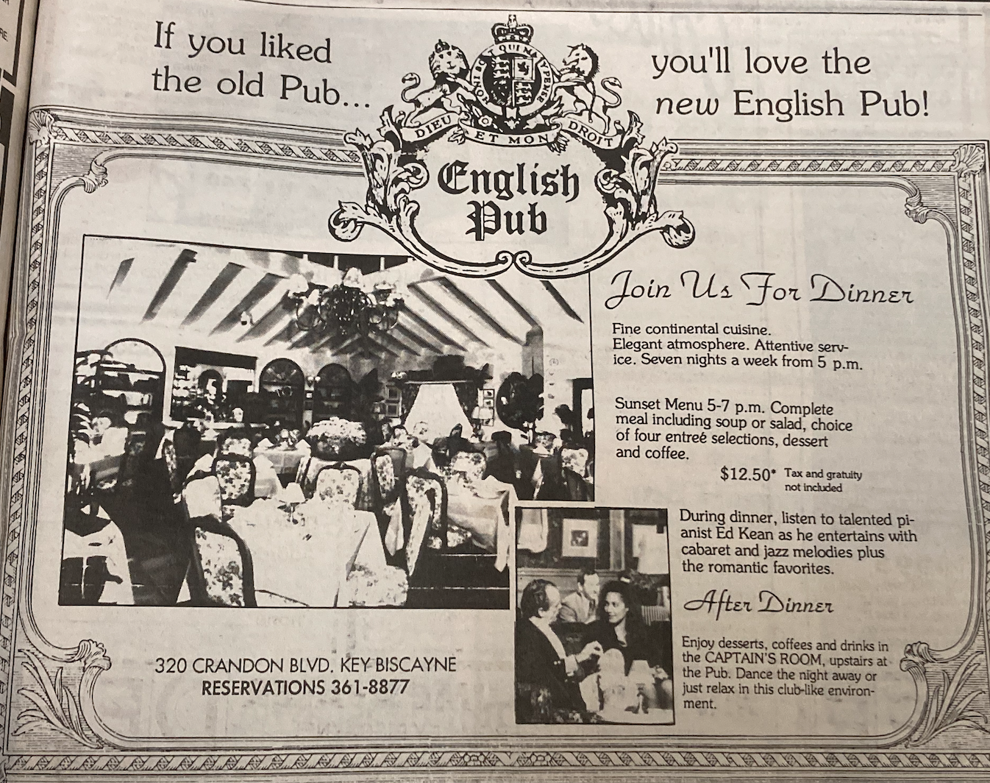 If you liked
the old Pub...
you'll love the
new English Pub!
DIEU ET MON DROIT
English
Pub
Join Us For Dinner
Fine continental cuisine.
Elegant atmosphere. Attentive serv-
ice. Seven nights a week from 5 p.m.
Sunset Menu 5-7 p.m. Complete
meal including soup or salad, choice
of four entreé selections, dessert
and coffee.
$12.50* Tax and gratuity
not included
During dinner, listen to talented pi-
anist Ed Kean as he entertains with
cabaret and jazz melodies plus
the romantic favorites.
After Dinner
Enjoy desserts, coffees and drinks in
the CAPTAIN'S ROOM, upstairs at
the Pub. Dance the night away or
just relax in this club-like environ-
ment.
320 CRANDON BLVD. KEY BISCAYNE
RESERVATIONS 361-8877